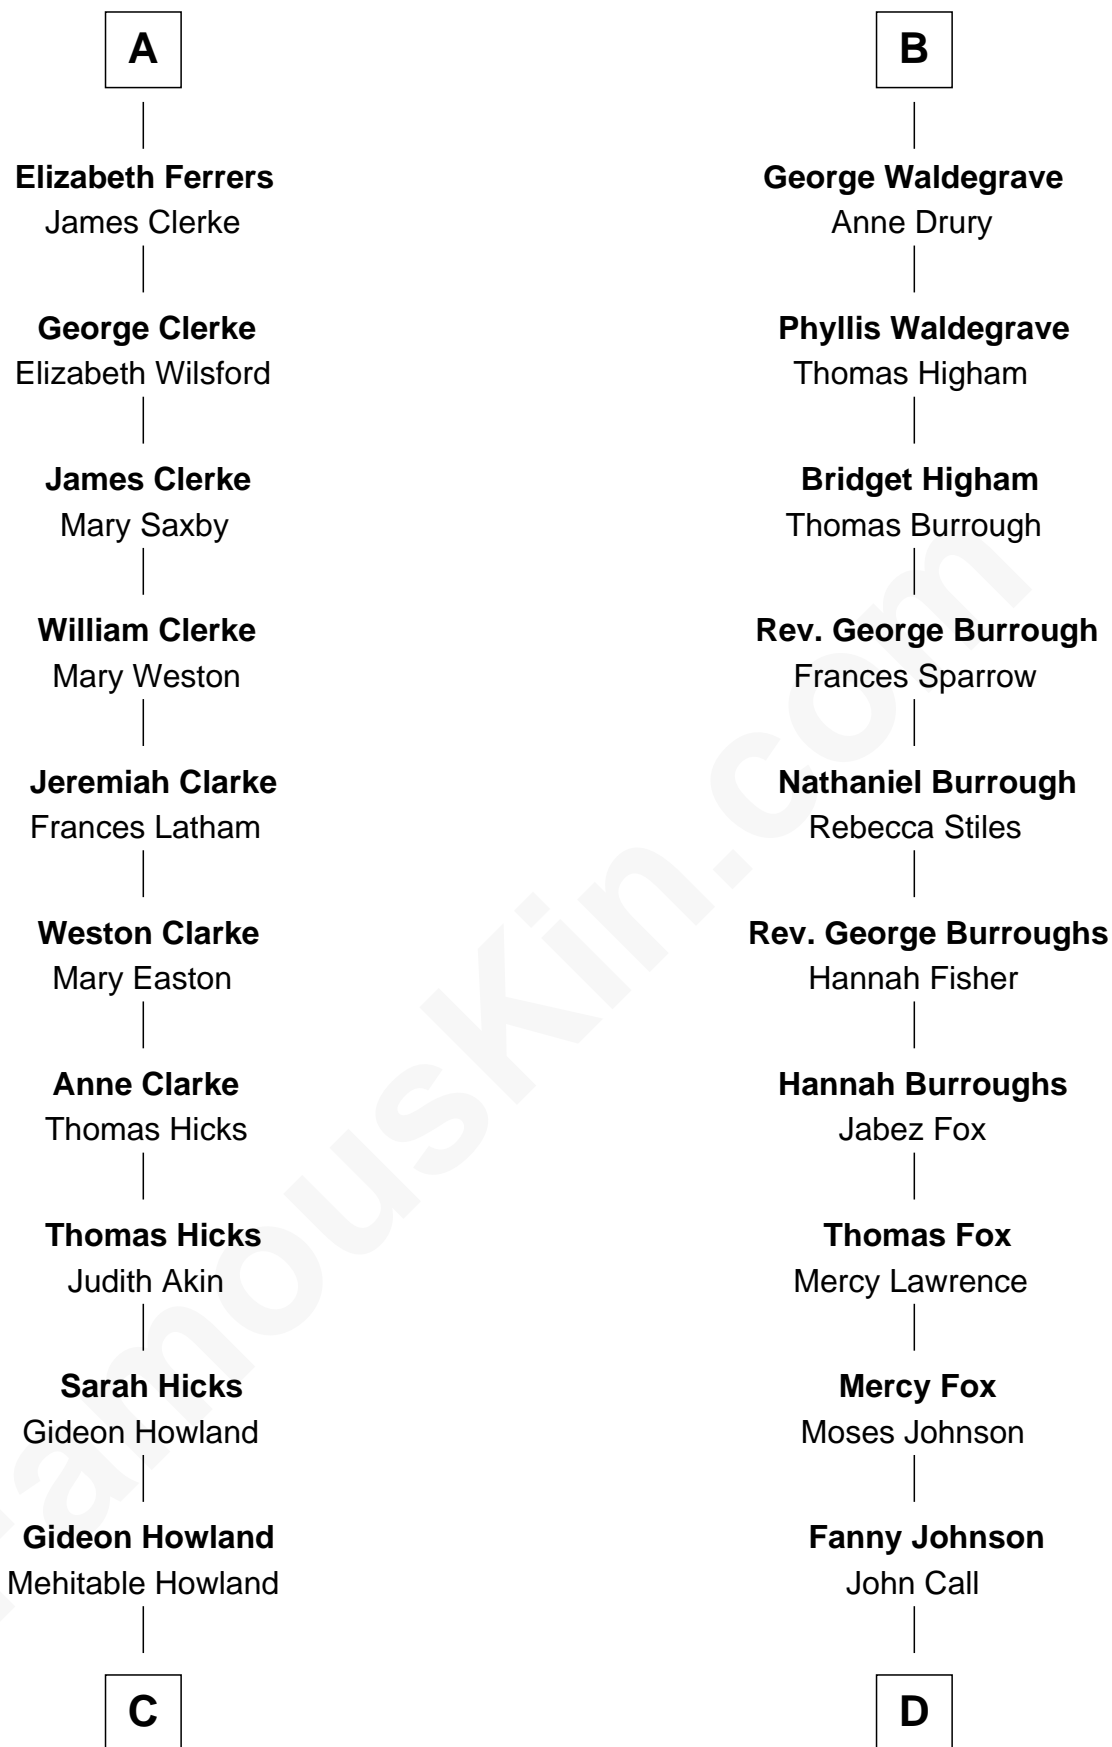 A
Elizabeth Ferrers
James Clerke
George Clerke
Elizabeth Wilsford
James Clerke
Mary Saxby
William Clerke
Mary Weston
Jeremiah Clarke
Frances Latham
Weston Clarke
Mary Easton
Anne Clarke
Thomas Hicks
Thomas Hicks
Judith Akin
Sarah Hicks
Gideon Howland
Gideon Howland
Mehitable Howland
C
B
George Waldegrave
Anne Drury
Phyllis Waldegrave
Thomas Higham
Bridget Higham
Thomas Burrough
Rev. George Burrough
Frances Sparrow
Nathaniel Burrough
Rebecca Stiles
Rev. George Burroughs
Hannah Fisher
Hannah Burroughs
Jabez Fox
Thomas Fox
Mercy Lawrence
Mercy Fox
Moses Johnson
Fanny Johnson
John Call
D
FamousKin.com